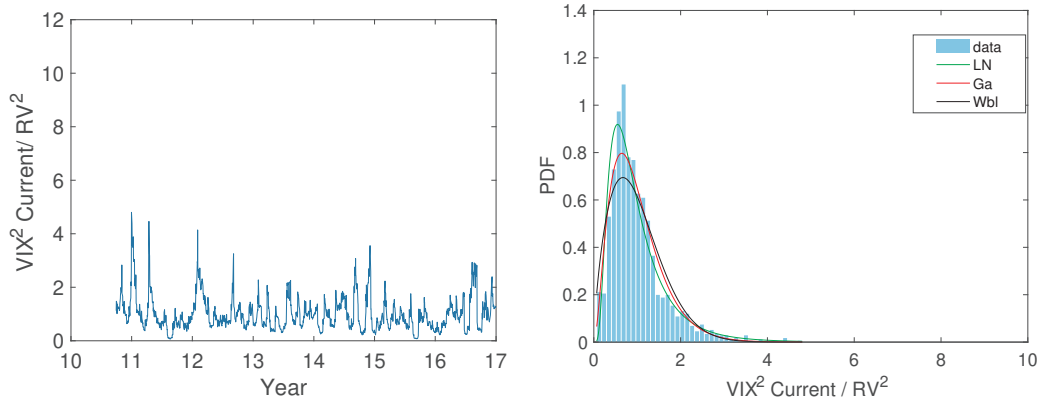 12
10
8
6
4
2
0
VIX² Current/ RV²
10 11 12 13 14 15 16 17
Year
1.4
1.2
1
0.8
0.6
0.4
0.2
0
PDF
data
LN
Ga
Wbl
0 2 4 6 8 10
VIX² Current / RV²